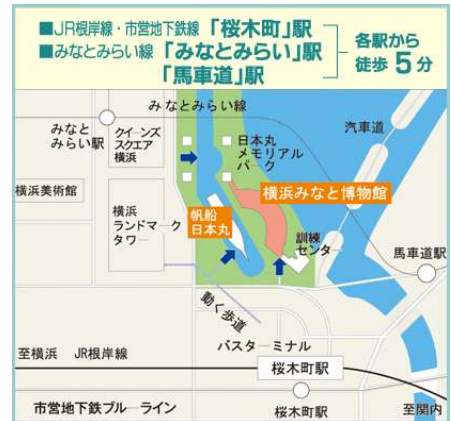 ■JR根岸線・市営地下鉄線 「桜木町」駅
■みなとみらい線 「みなとみらい」駅
「馬車道」駅
各駅から
徒歩 5 分
みなとみらい線
汽車道
みなと
みらい駅
クイーンズ
スクエア
横浜
日本丸
メモリアル
パーク
横浜美術館
横浜みなと博物館
横浜
ランドマーク
タワー
帆船
日本丸
訓練
センター
馬車道駅
動く歩道
バスターミナル
至横浜 JR根岸線
桜木町駅
市営地下鉄ブルーライン
桜木町駅
至関内